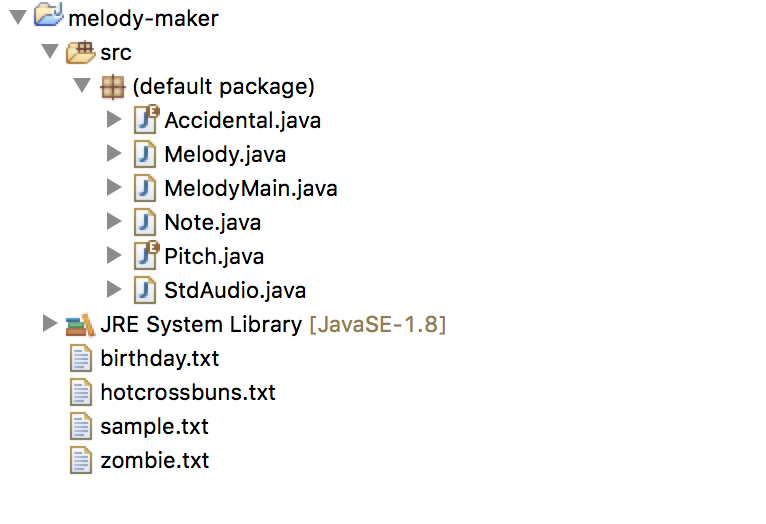 melody-maker
src
(default package)
Accidental.java
Melody.java
MelodyMain.java
Note.java
Pitch.java
StdAudio.java
JRE System Library [JavaSE-1.8]
birthday.txt
hotcrossbuns.txt
sample.txt
zombie.txt